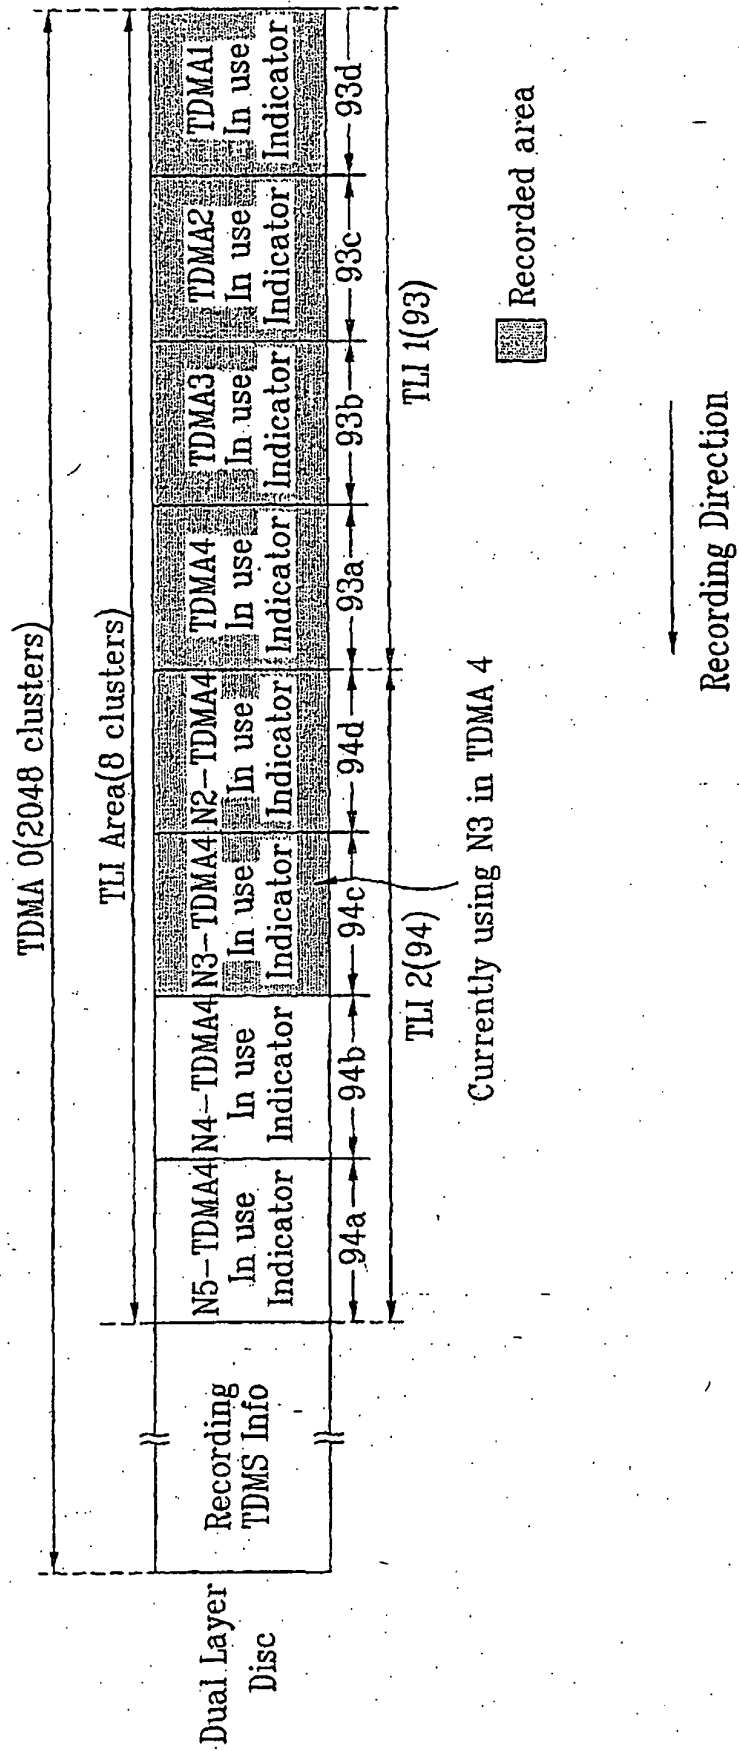 TDMA 0(2048 clusters)
TLI Area(8 clusters)
Dual Layer
Disc
Recording
TDMS Info
N5-TDMA4
In use
Indicator
N4-TDMA4
In use
Indicator
N3-TDMA4
In use
Indicator
N2-TDMA4
In use
Indicator
TDMA4
In use
Indicator
TDMA3
In use
Indicator
TDMA2
In use
Indicator
TDMA1
In use
Indicator
94a
94b
94c
94d
93a
93b
93c
93d
TLI 2(94)
TLI 1(93)
Currently using N3 in TDMA 4
Recorded area
Recording Direction